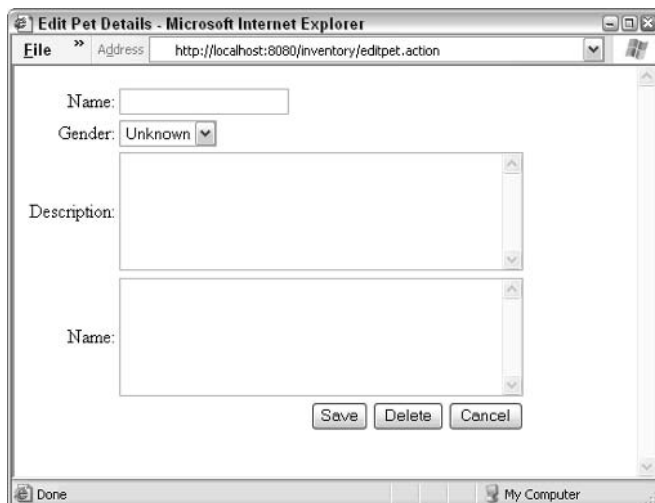 Edit Pet Details - Microsoft Internet Explorer
File » Address http://localhost:8080/inventory/editpet.action
Name:
Gender: Unknown
Description:
Name:
Save Delete Cancel
Done My Computer